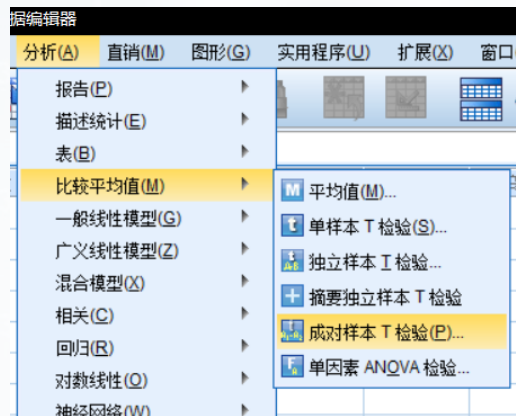 据编辑器
分析(A) 直销(M) 图形(G) 实用程序(U) 扩展(X) 窗口
报告(P)
描述统计(E)
表(B)
比较平均值(M)
一般线性模型(G)
广义线性模型(Z)
混合模型(X)
相关(C)
回归(R)
对数线性(O)
神经网络(W)
M 平均值(M)...
t 单样本 T 检验(S)...
独立样本 T 检验...
摘要独立样本 T 检验
成对样本 T 检验(P)...
单因素 ANOVA 检验...